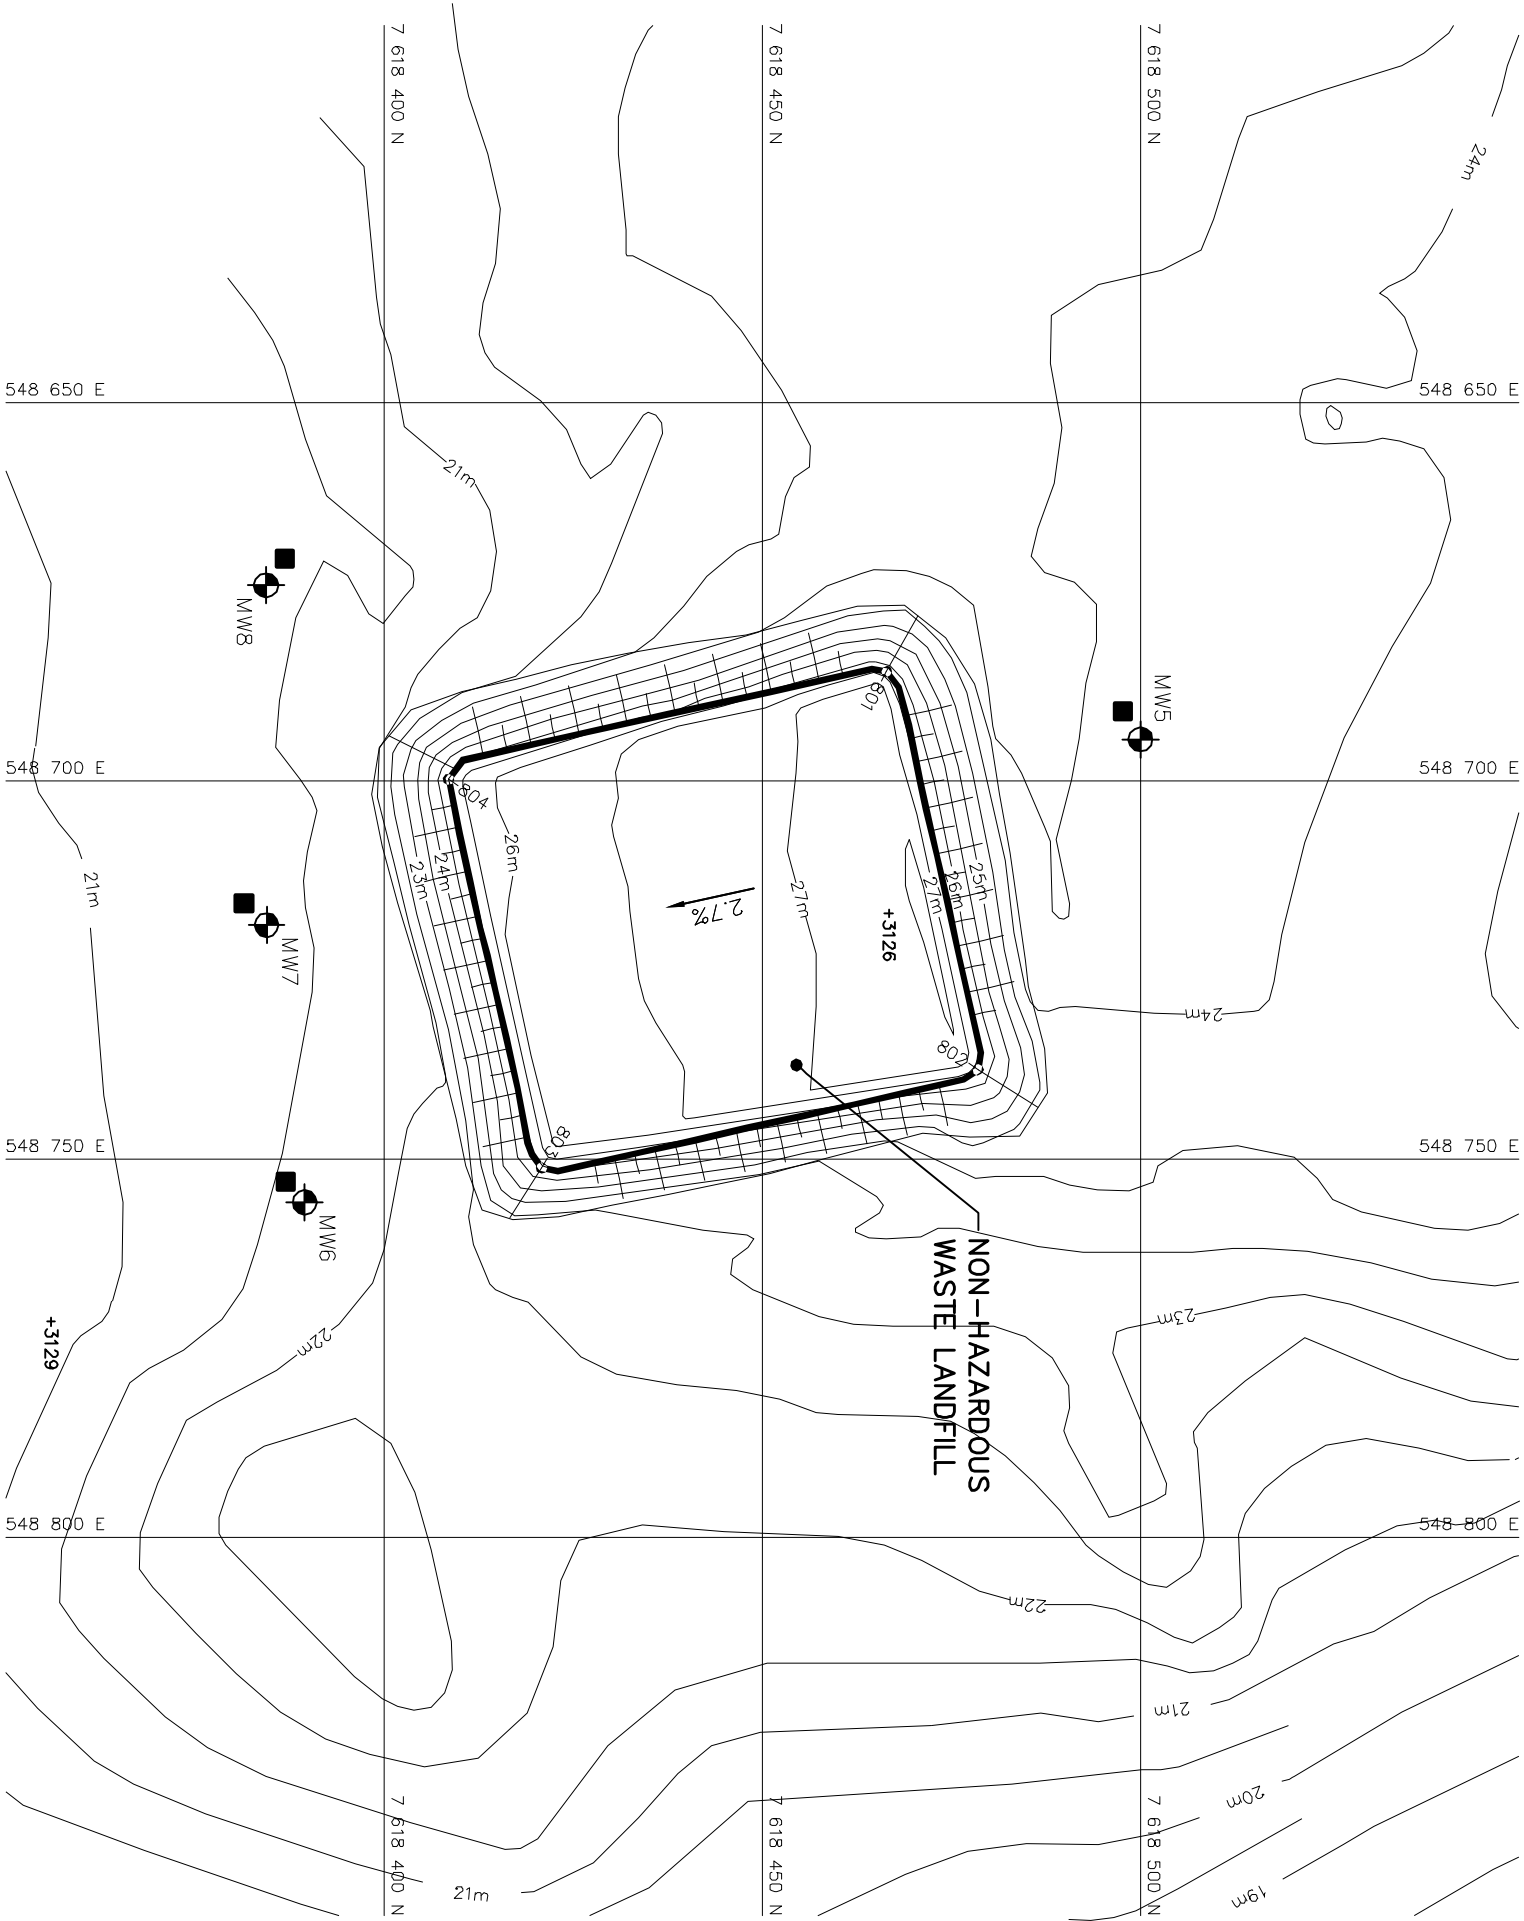 7 618 400 N
7 618 450 N
7 618 500 N
24m
548 650 E
548 650 E
21m
MW8
MW5
801
548 700 E
548 700 E
804
26m
24m
23m
27m
27m
26m
25m
21m
2.7%
+3126
MW7
24m
802
803
548 750 E
548 750 E
MW6
NON-HAZARDOUS
WASTE LANDFILL
22m
23m
+3129
548 800 E
548 800 E
22m
21m
20m
7 618 400 N
7 618 450 N
7 618 500 N
21m
19m